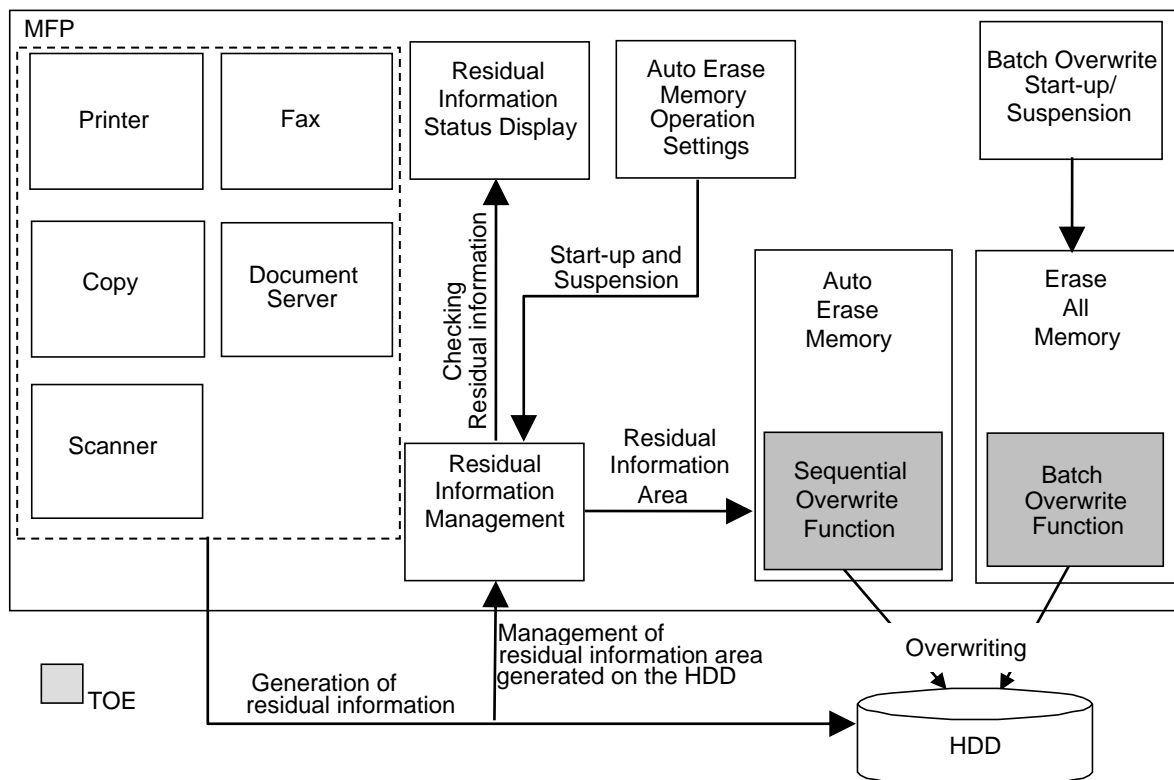 MFP
Printer
Fax
Copy
Document
Server
Scanner
Residual
Information
Status Display
Auto Erase
Memory
Operation
Settings
Batch Overwrite
Start-up/
Suspension
Checking
Residual information
Start-up and
Suspension
Residual
Information
Management
Residual
Information
Area
Auto
Erase
Memory
Sequential
Overwrite
Function
Erase
All
Memory
Batch
Overwrite
Function
Overwriting
Management of
residual information area
generated on the HDD
Generation of
residual information
TOE
HDD